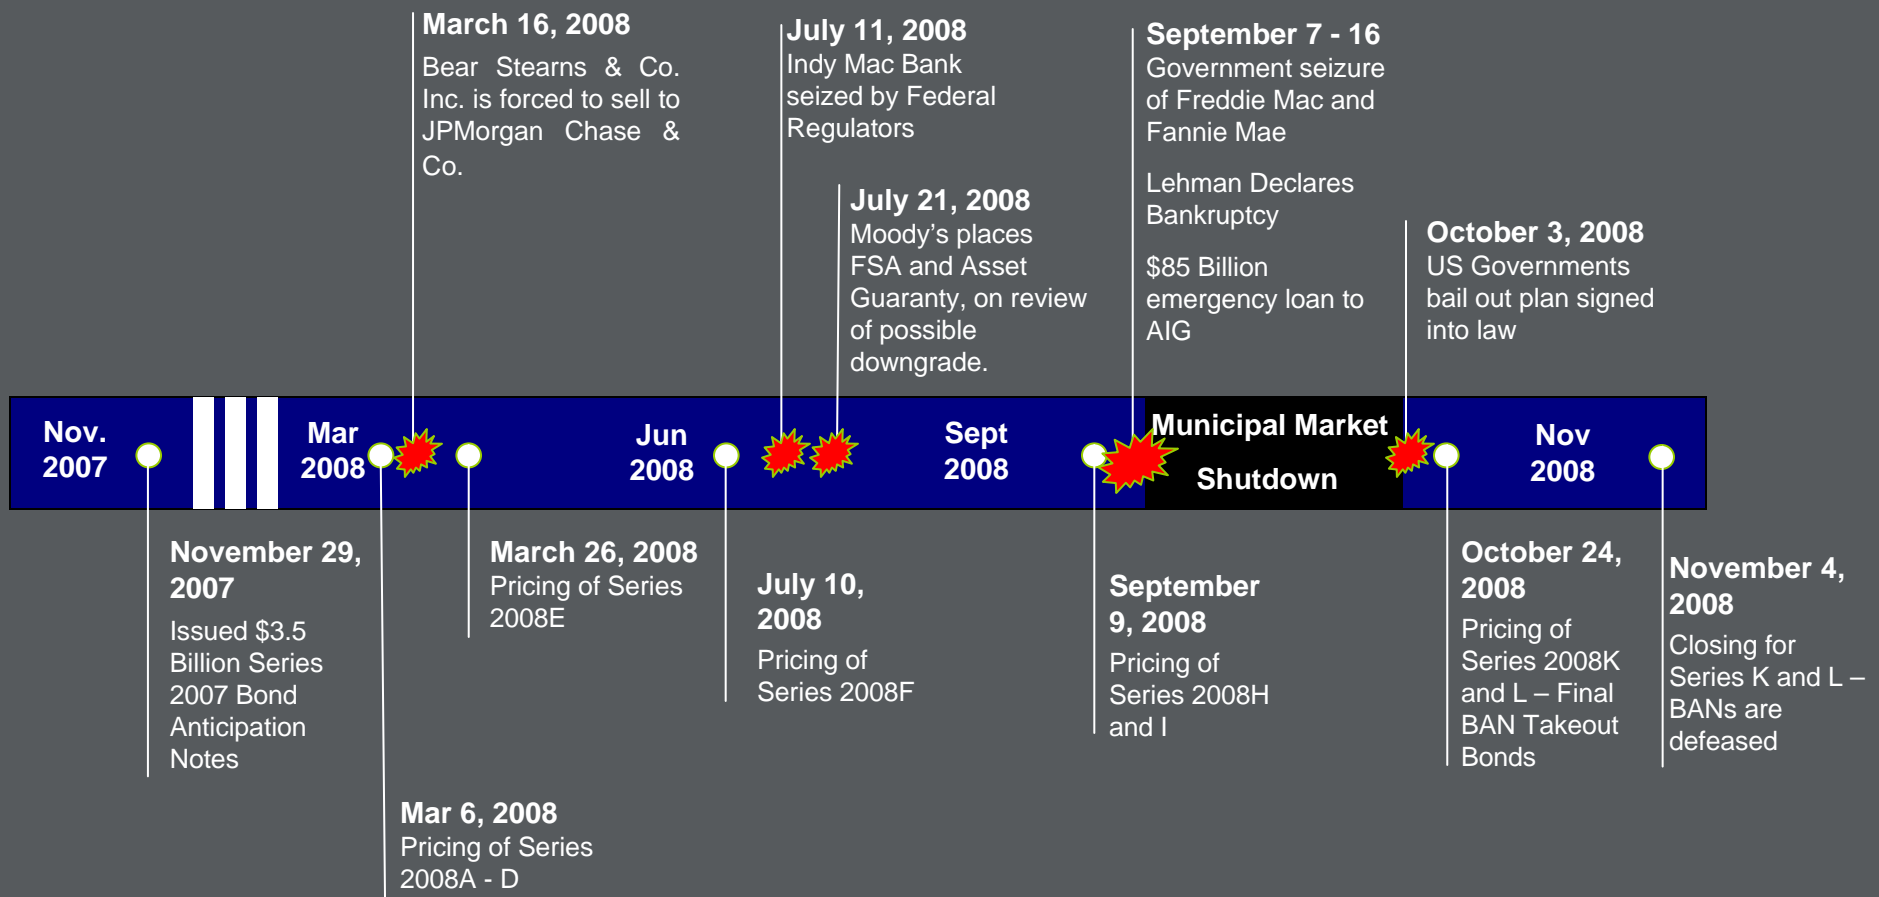 March 16, 2008
Bear Stearns & Co.
Inc. is forced to sell to
JPMorgan Chase &
Co.
July 11, 2008
Indy Mac Bank
seized by Federal
Regulators
July 21, 2008
Moody’s places
FSA and Asset
Guaranty, on review
of possible
downgrade.
September 7 - 16
Government seizure
of Freddie Mac and
Fannie Mae
Lehman Declares
Bankruptcy
$85 Billion
emergency loan to
AIG
October 3, 2008
US Governments
bail out plan signed
into law
Nov.
2007
Mar
2008
Jun
2008
Sept
2008
Municipal Market
Shutdown
Nov
2008
November 29,
2007
Issued $3.5
Billion Series
2007 Bond
Anticipation
Notes
Mar 6, 2008
Pricing of Series
2008A - D
March 26, 2008
Pricing of Series
2008E
July 10,
2008
Pricing of
Series 2008F
September
9, 2008
Pricing of
Series 2008H
and I
October 24,
2008
Pricing of
Series 2008K
and L – Final
BAN Takeout
Bonds
November 4,
2008
Closing for
Series K and L –
BANs are
defeased